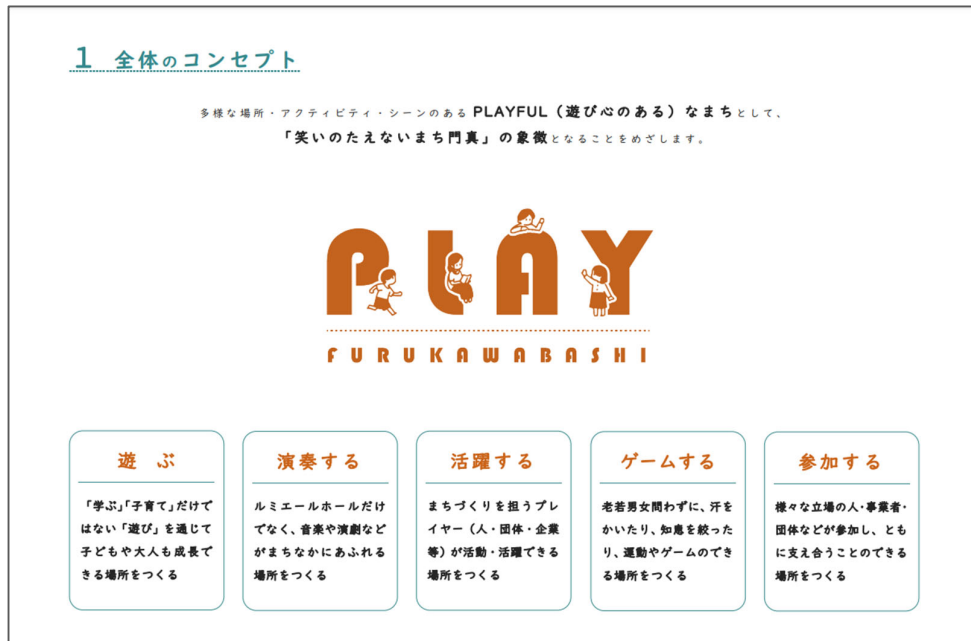 1 全体のコンセプト
多様な場所・アクティビティ・シーンのある PLAYFUL（遊び心のある）なまちとして、
「笑いのたえないまち門真」の象徴となることをめざします。
PLAY
FURUKAWABASHI
遊 ぶ
「学ぶ」「子育て」だけで
はない「遊び」を通じて
子どもや大人も成長で
きる場所をつくる
演奏する
ルミエールホールだけ
でなく、音楽や演劇など
がまちなかにあふれる
場所をつくる
活躍する
まちづくりを担うプレ
イヤー（人・団体・企業
等）が活動・活躍できる
場所をつくる
ゲームする
老若男女問わずに、汗を
かいたり、知恵を絞った
り、運動やゲームのでき
る場所をつくる
参加する
様々な立場の人・事業者・
団体などが参加し、とも
に支え合うことのできる
場所をつくる